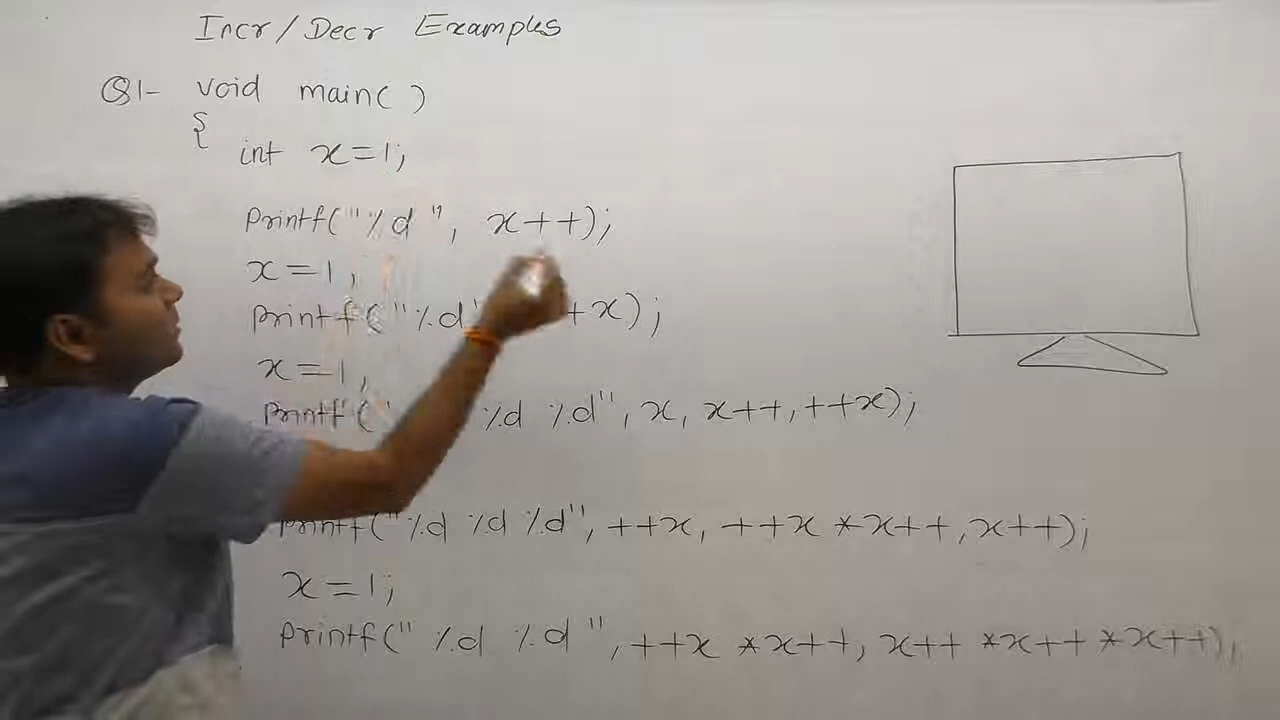 Incr/Decr Examples
Q1- void main( )
{
int x=1;
printf("%d", x++);
x=1,
printf("%d" +x);
x=1,
printf(" %d %d", x, x++, ++x);
printf("%d %d %d", ++x, ++x *x++, x++);
x=1;
printf(" %d %d ", ++x *x++, x++ *x++ *x++);